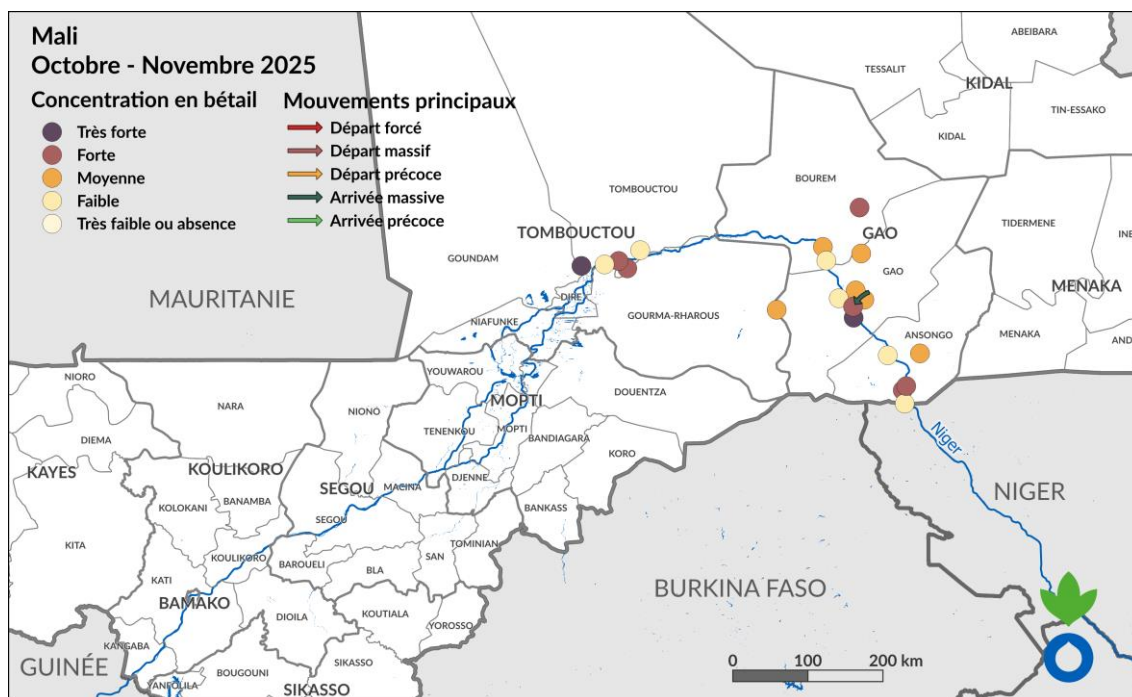 Mali
Octobre - Novembre 2025
Concentration en bétail
Très forte
Forte
Moyenne
Faible
Très faible ou absence
Mouvements principaux
Départ forcé
Départ massif
Départ précoce
Arrivée massive
Arrivée précoce
ABEIBARA
TESSALIT
KIDAL
TIN-ESSAKO
KIDAL
TOMBOUCTOU
BOUREM
TIDERMENE
INE
TOMBOUCTOU
GAO
GOUNDAM
GAO
MENAKA
MAURITANIE
DIRE
NIAFUNKE
GOURMA-RHAROUS
ANSONGO
MENAKA
AND
YOUWAROU
NIORO
NARA
NIONO
DOUENTZA
MOPTI
TENENKOU
MOPTI
BANDIAGARA
DIEMA
KORO
Niger
KAYES
KOULIKORO
SEGOU
MACINA
DJENNE
NIGER
KOLOKANI
BANAMBA
BANKASS
SEGOU
KITA
KOULIKORO
BAROUELI
BLA
SAN
TOMINIAN
KATI
BAMAKO
DIOILA
KOUTIALA
YOROSSO
BURKINA FASO
KANGABA
GUINÉE
BOUGOUNI
SIKASSO
YANFOLILA
SIKASSO
0 100 200 km